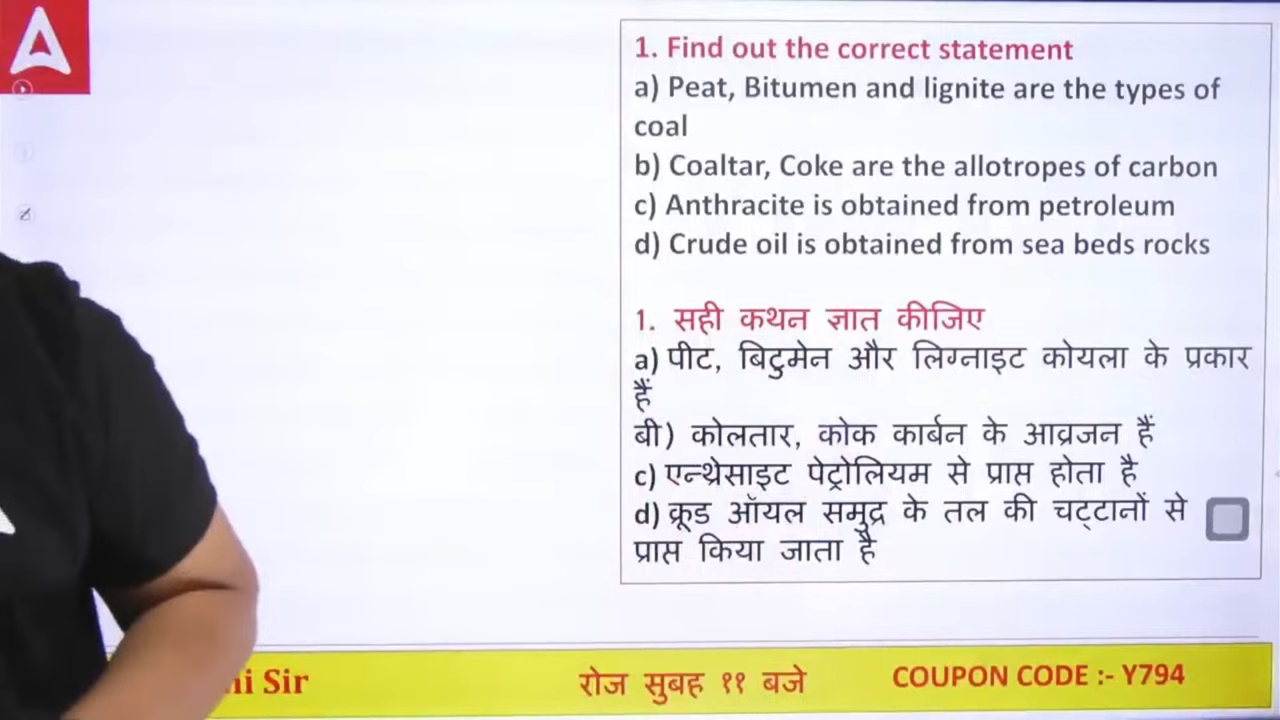 1. Find out the correct statement
a) Peat, Bitumen and lignite are the types of
coal
b) Coaltar, Coke are the allotropes of carbon
c) Anthracite is obtained from petroleum
d) Crude oil is obtained from sea beds rocks
1. सही कथन ज्ञात कीजिए
a) पीट, बिटुमेन और लिग्नाइट कोयला के प्रकार
हैं
बी) कोलतार, कोक कार्बन के आव्रजन हैं
c) एन्थ्रेसाइट पेट्रोलियम से प्राप्त होता है
d) क्रूड ऑयल समुद्र के तल की चट्टानों से
प्राप्त किया जाता है
Sir
रोज सुबह ११ बजे
COUPON CODE :- Y794